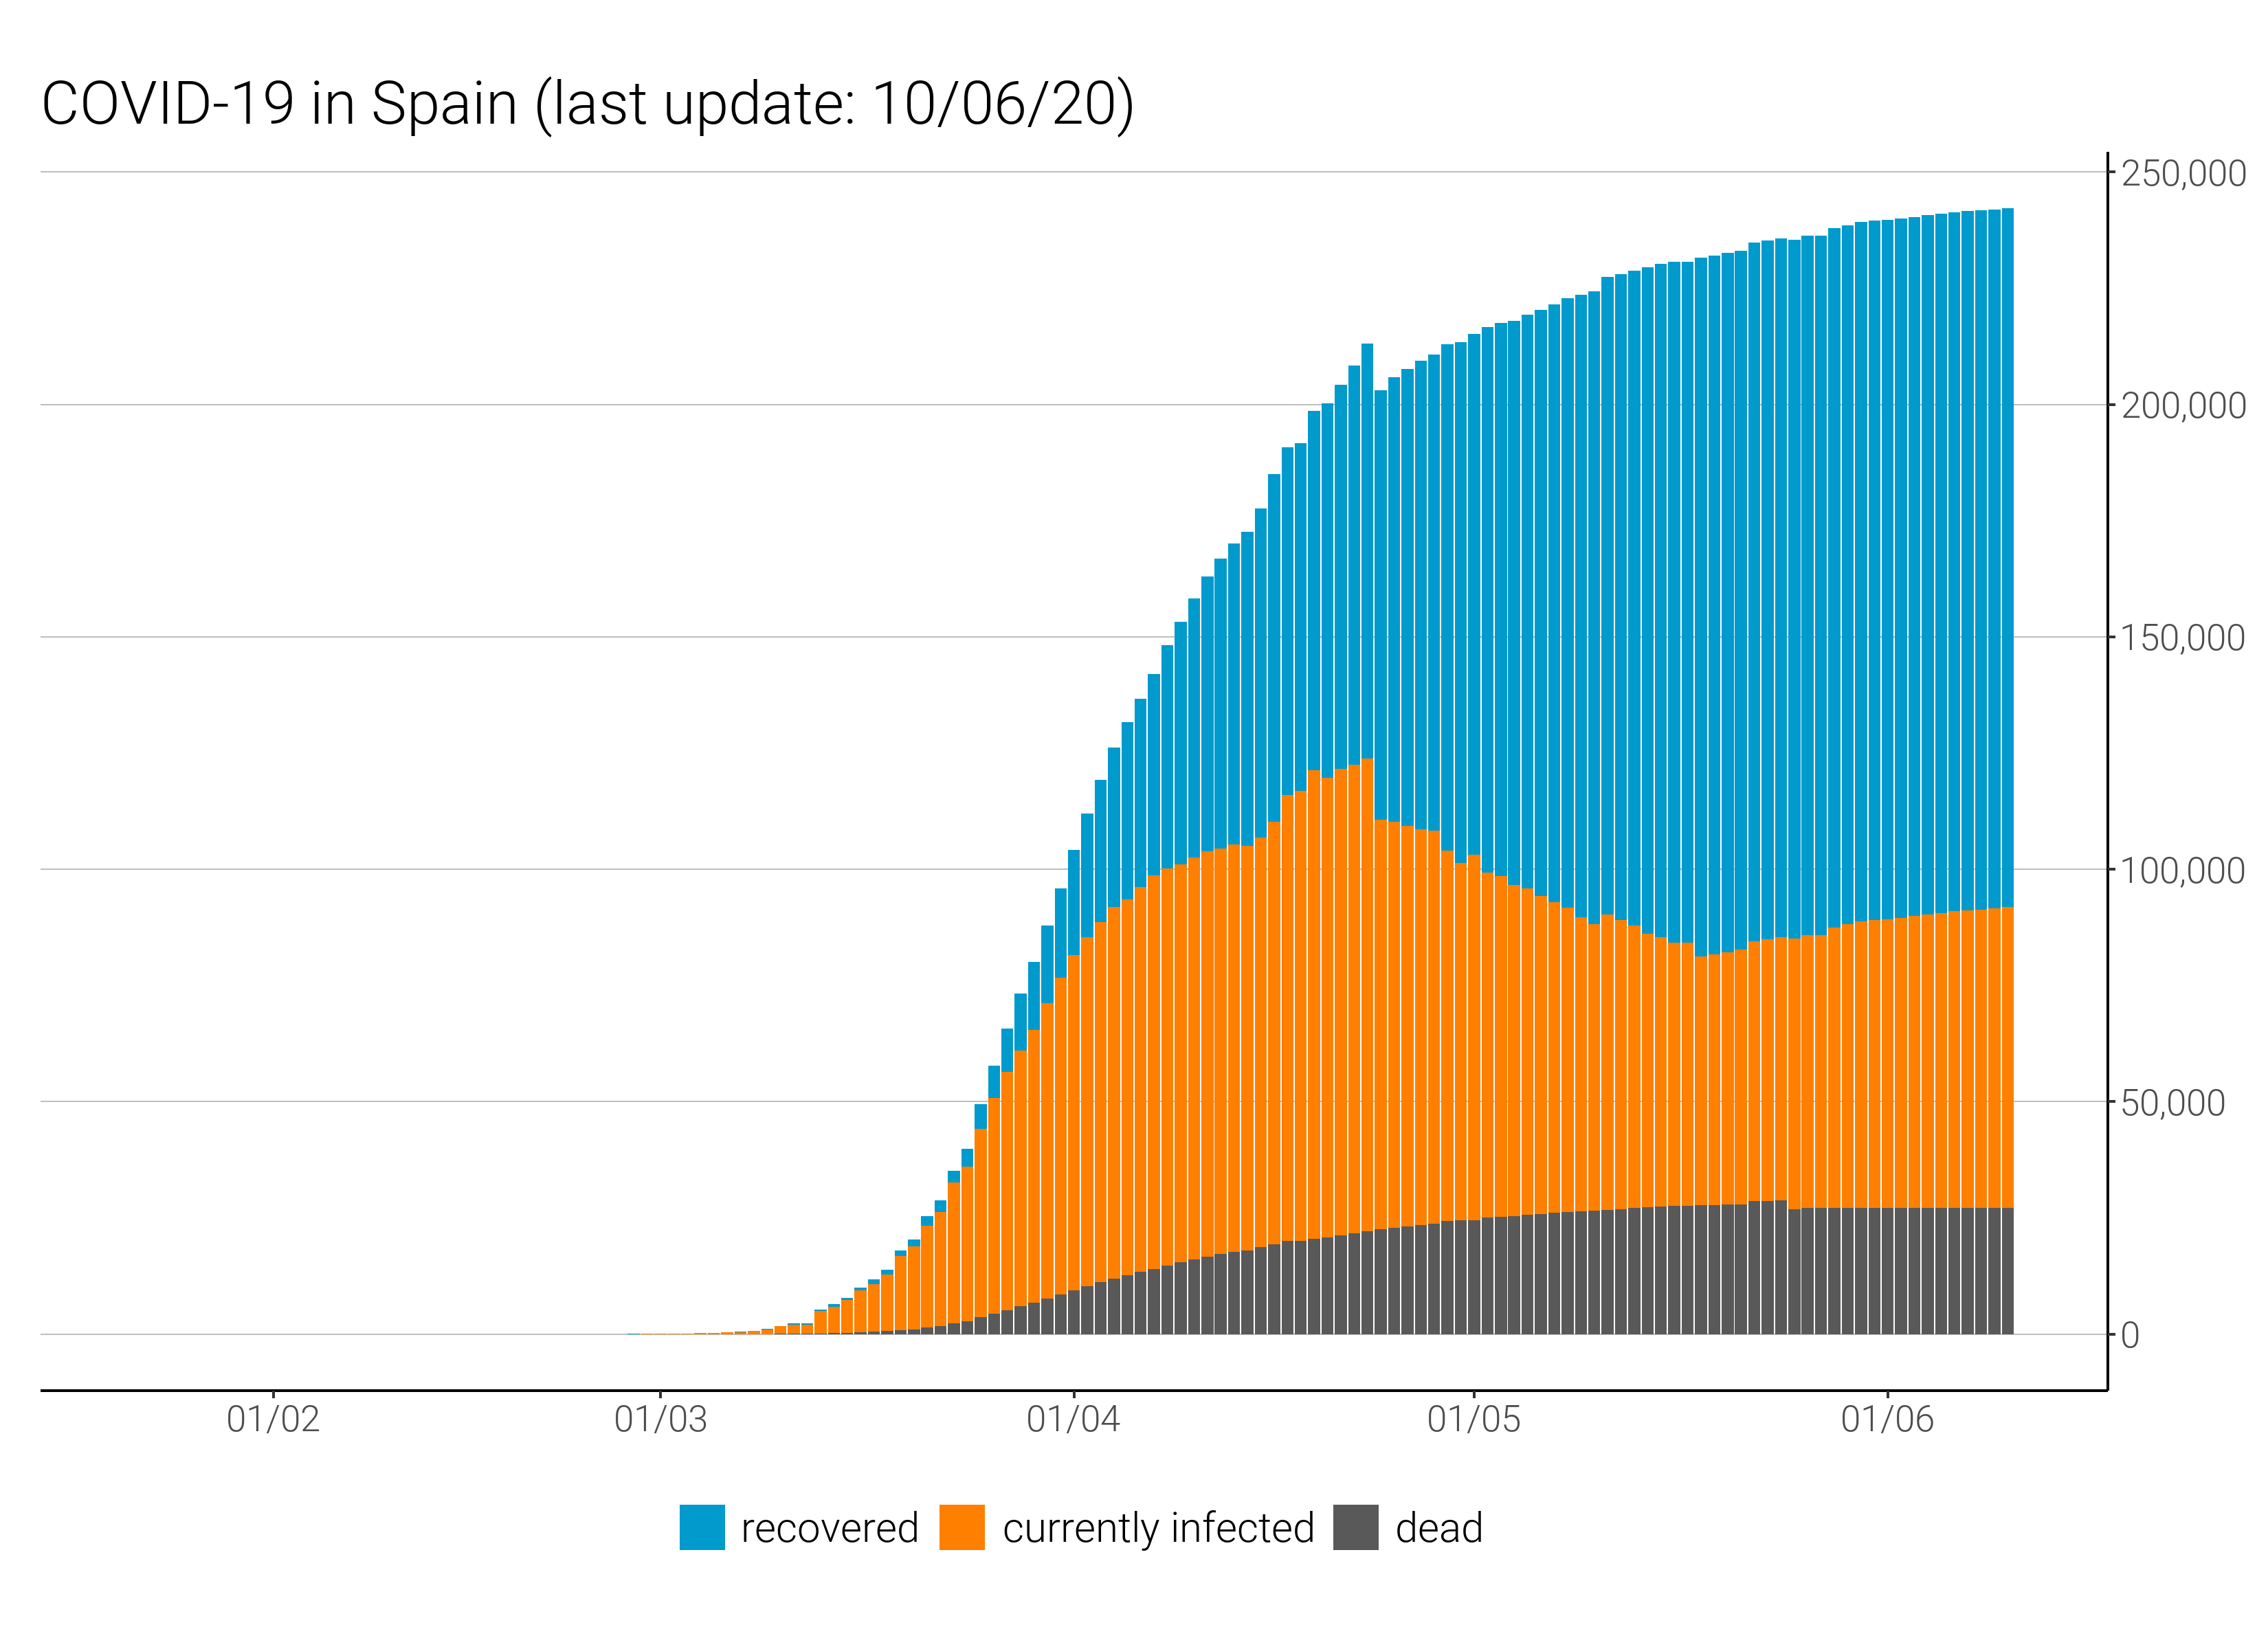 COVID-19 in Spain (last update: 10/06/20)
250,000
200,000
150,000
100,000
50,000
0
01/02 01/03 01/04 01/05 01/06
recovered currently infected dead